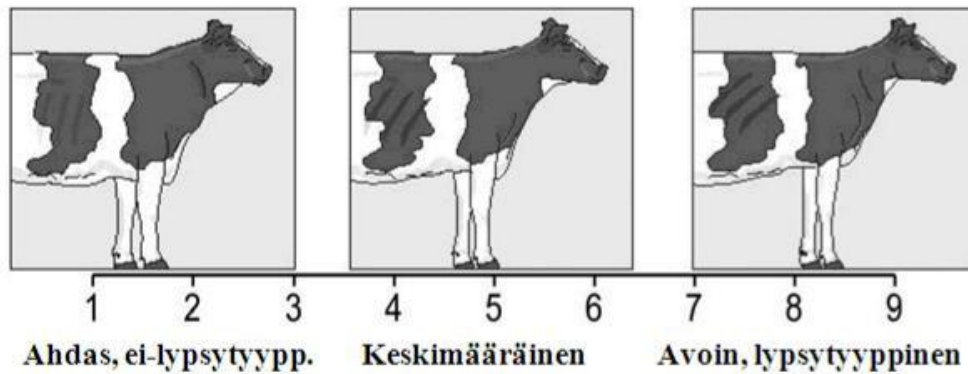 1 2 3 4 5 6 7 8 9
Ahdas, ei-lypsytyypp. Keskimääräinen Avoin, lypsytyyppinen